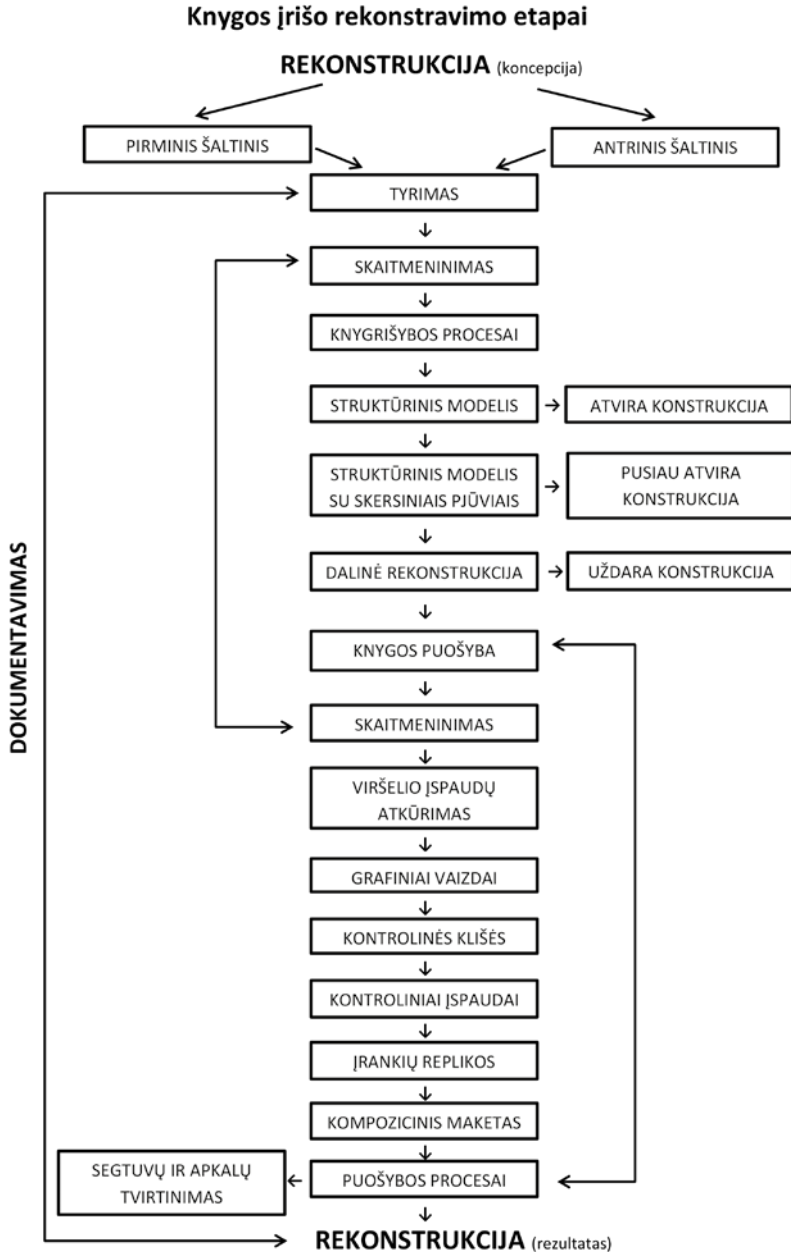 Knygos įrišo rekonstravimo etapai
REKONSTRUKCIJA (koncepcija)
PIRMINIS ŠALTINIS
ANTRINIS ŠALTINIS
TYRIMAS
SKAITMENINIMAS
KNYGRIŠYBOS PROCESAI
STRUKTŪRINIS MODELIS
ATVIRA KONSTRUKCIJA
STRUKTŪRINIS MODELIS
SU SKERSINIAIS PJŪVIAIS
PUSIAU ATVIRA
KONSTRUKCIJA
DALINĖ REKONSTRUKCIJA
UŽDARA KONSTRUKCIJA
DOKUMENTAVIMAS
KNYGOS PUOŠYBA
SKAITMENINIMAS
VIRŠELIO ĮSPAUDŲ
ATKŪRIMAS
GRAFINIAI VAIZDAI
KONTROLINĖS KLIŠĖS
KONTROLINIAI ĮSPAUDAI
ĮRANKIŲ REPLIKOS
KOMPOZICINIS MAKETAS
SEGTUVŲ IR APKALŲ
TVIRTINIMAS
PUOŠYBOS PROCESAI
REKONSTRUKCIJA (rezultatas)